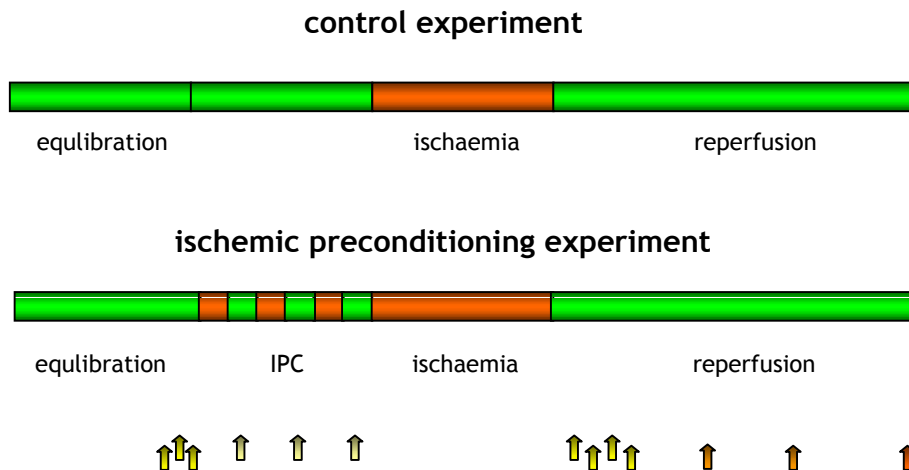 control experiment
equlibration ischaemia reperfusion
ischemic preconditioning experiment
equlibration IPC ischaemia reperfusion